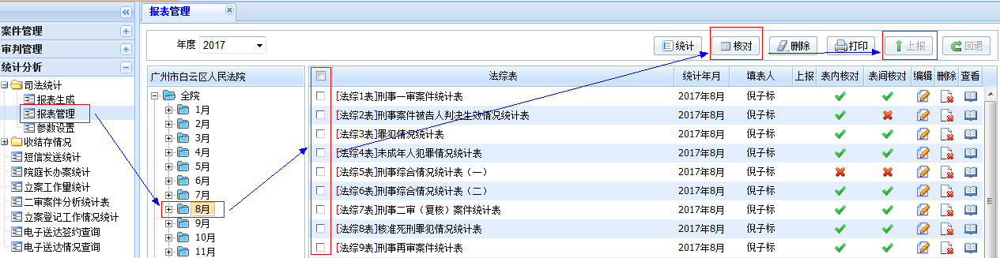 报表管理
案件管理
审判管理
统计分析
司法统计
报表生成
报表管理
参数设置
收结存情况
短信发送统计
院庭长办案统计
立案工作量统计
二审案件分析统计表
立案登记工作情况统计
电子送达签约查询
电子送达情况查询
年度 2017 统计 核对 删除 打印 上报 回退
广州市白云区人民法院
全院
1月
2月
3月
4月
5月
6月
7月
8月
9月
10月
11月
法综表 统计年月 填表人 上报 表内核对 表间核对 编辑 删除 查看
[法综1表]刑事一审案件统计表 2017年8月 倪子标
[法综2表]刑事案件被告人判决生效情况统计表 2017年8月 倪子标
[法综3表]罪犯情况统计表 2017年8月 倪子标
[法综4表]未成年人犯罪情况统计表 2017年8月 倪子标
[法综5表]刑事综合情况统计表（一） 2017年8月 倪子标
[法综6表]刑事综合情况统计表（二） 2017年8月 倪子标
[法综7表]刑事二审（复核）案件统计表 2017年8月 倪子标
[法综8表]核准死刑罪犯情况统计表 2017年8月 倪子标
[法综9表]刑事再审案件统计表 2017年8月 倪子标